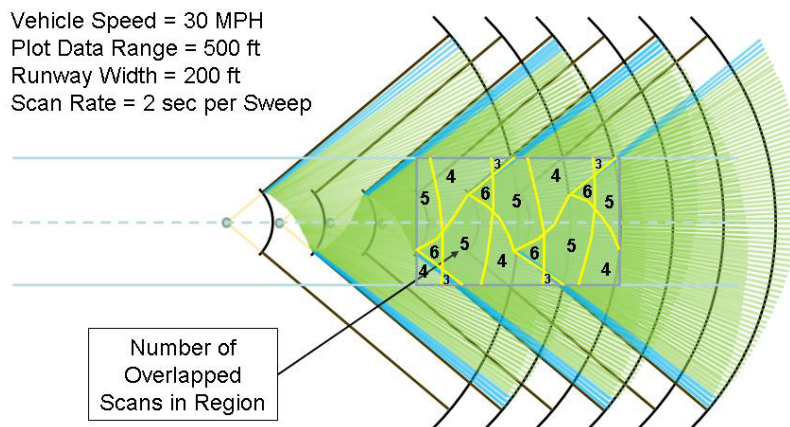 Vehicle Speed = 30 MPH
Plot Data Range = 500 ft
Runway Width = 200 ft
Scan Rate = 2 sec per Sweep
3 3
4 4
5 6 5 6 5
6 5 6 5
4 4 4
3 3
Number of
Overlapped
Scans in Region